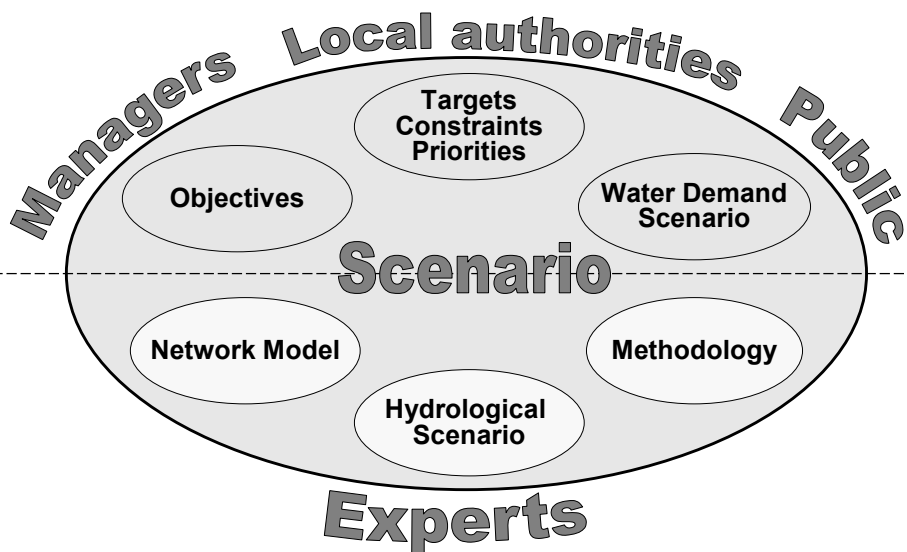 Managers Local authorities Public
Targets
Constraints
Priorities
Objectives
Water Demand
Scenario
Scenario
Network Model
Methodology
Hydrological
Scenario
Experts